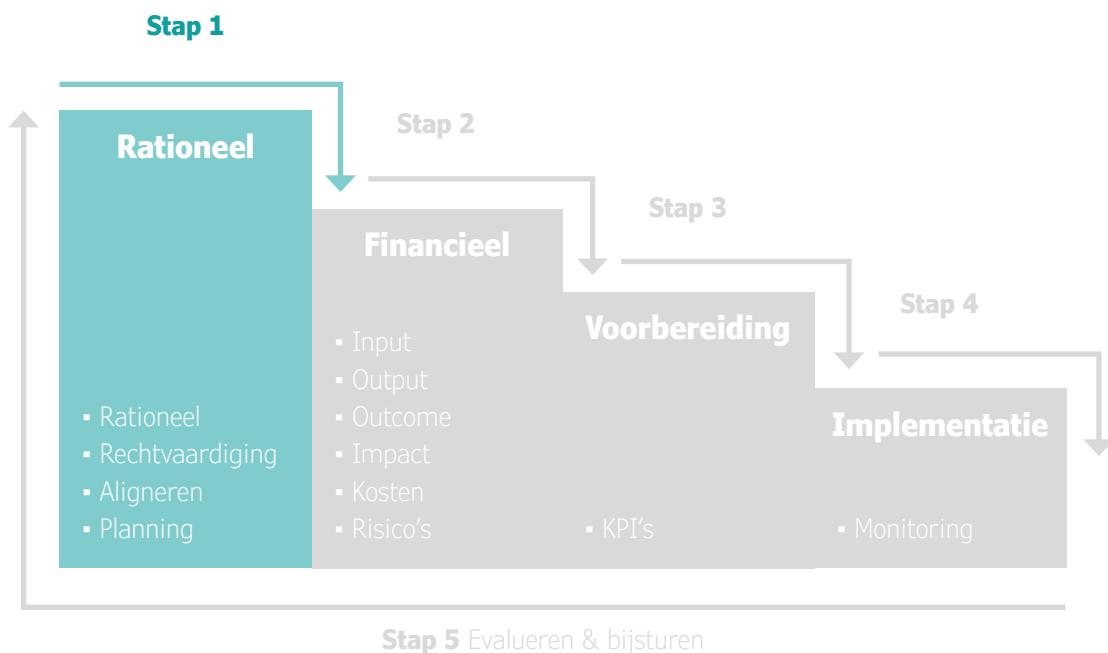 Stap 1
Rationeel
▪ Rationeel
▪ Rechtvaardiging
▪ Aligneren
▪ Planning
Stap 2
Financieel
▪ Input
▪ Output
▪ Outcome
▪ Impact
▪ Kosten
▪ Risico’s
Stap 3
Voorbereiding
▪ KPI’s
Stap 4
Implementatie
▪ Monitoring
Stap 5 Evalueren & bijsturen